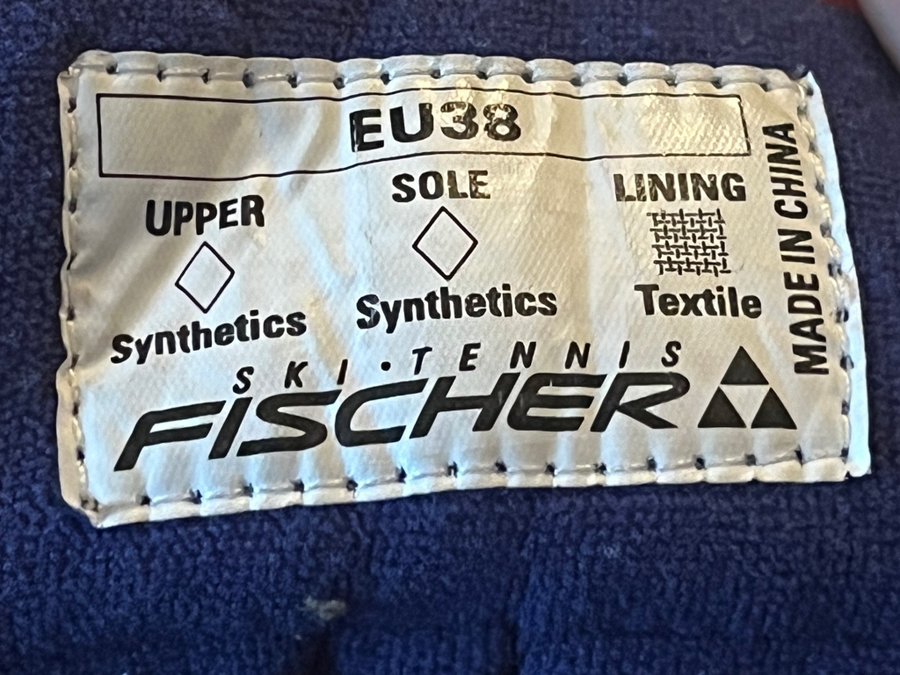 EU38
UPPER
Synthetics
SOLE
Synthetics
LINING
Textile
SKI·TENNIS
FISCHER
MADE IN CHINA